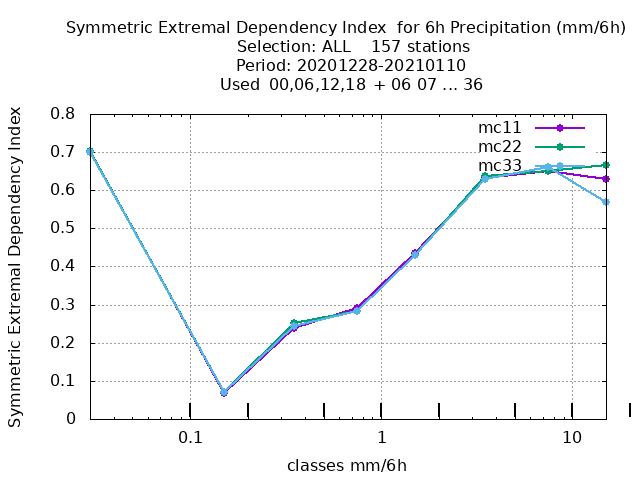 Symmetric Extremal Dependency Index  for 6h Precipitation (mm/6h)
Selection: ALL    157 stations
Period: 20201228-20210110
Used  00,06,12,18  + 06 07 ... 36
Symmetric Extremal Dependency Index
0.8
0.7
0.6
0.5
0.4
0.3
0.2
0.1
0
mc11
mc22
mc33
0.1
1
10
classes mm/6h